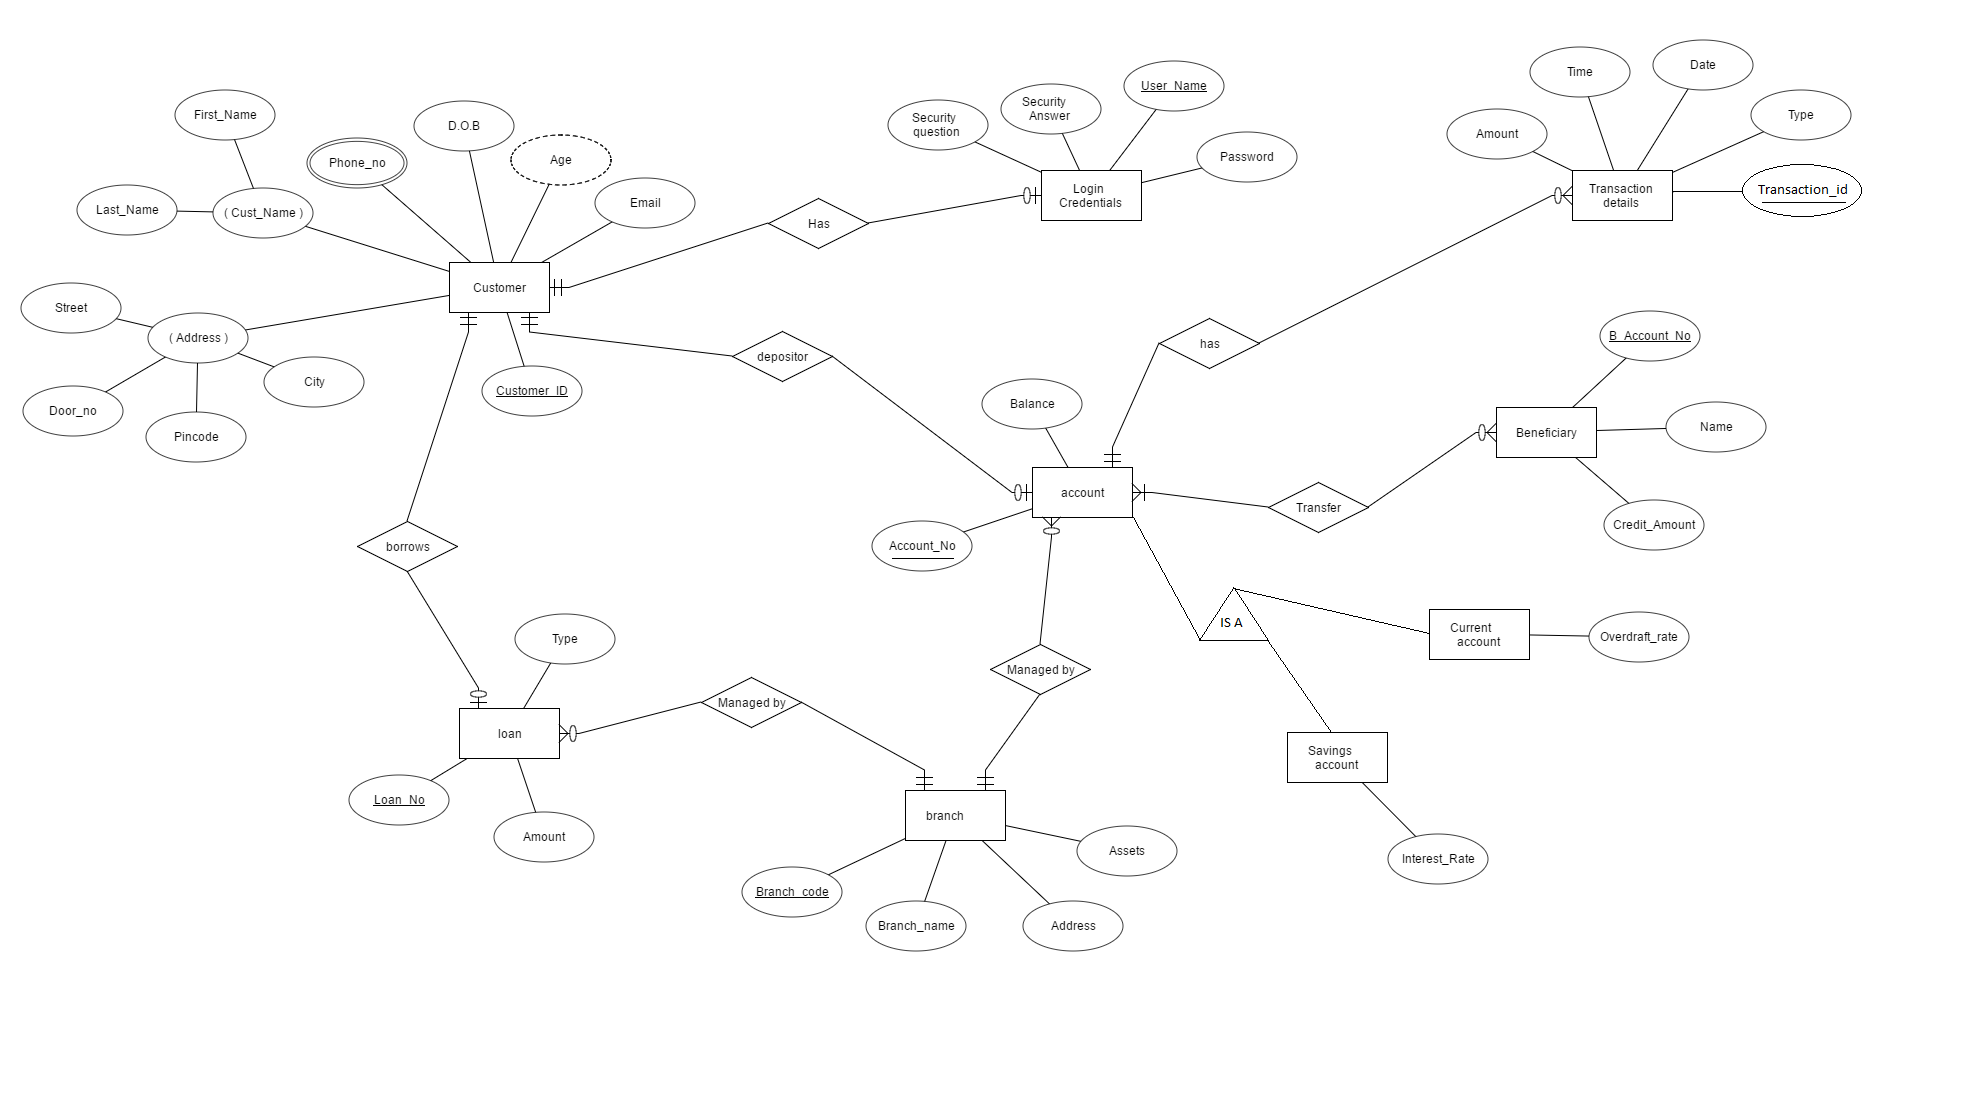 Time
Date
Type
Amount
Transaction_id
Transaction
details
User_Name
Security
Answer
Security
question
Password
Login
Credentials
First_Name
D.O.B
Phone_no
Age
Email
Last_Name
( Cust_Name )
Has
Customer
Street
( Address )
City
Door_no
Pincode
Customer_ID
depositor
has
B_Account_No
Name
Beneficiary
Credit_Amount
Balance
account
Transfer
Account_No
borrows
IS A
Current
account
Overdraft_rate
Type
Managed by
Managed by
loan
Savings
account
Loan_No
Amount
branch
Assets
Interest_Rate
Branch_code
Branch_name
Address